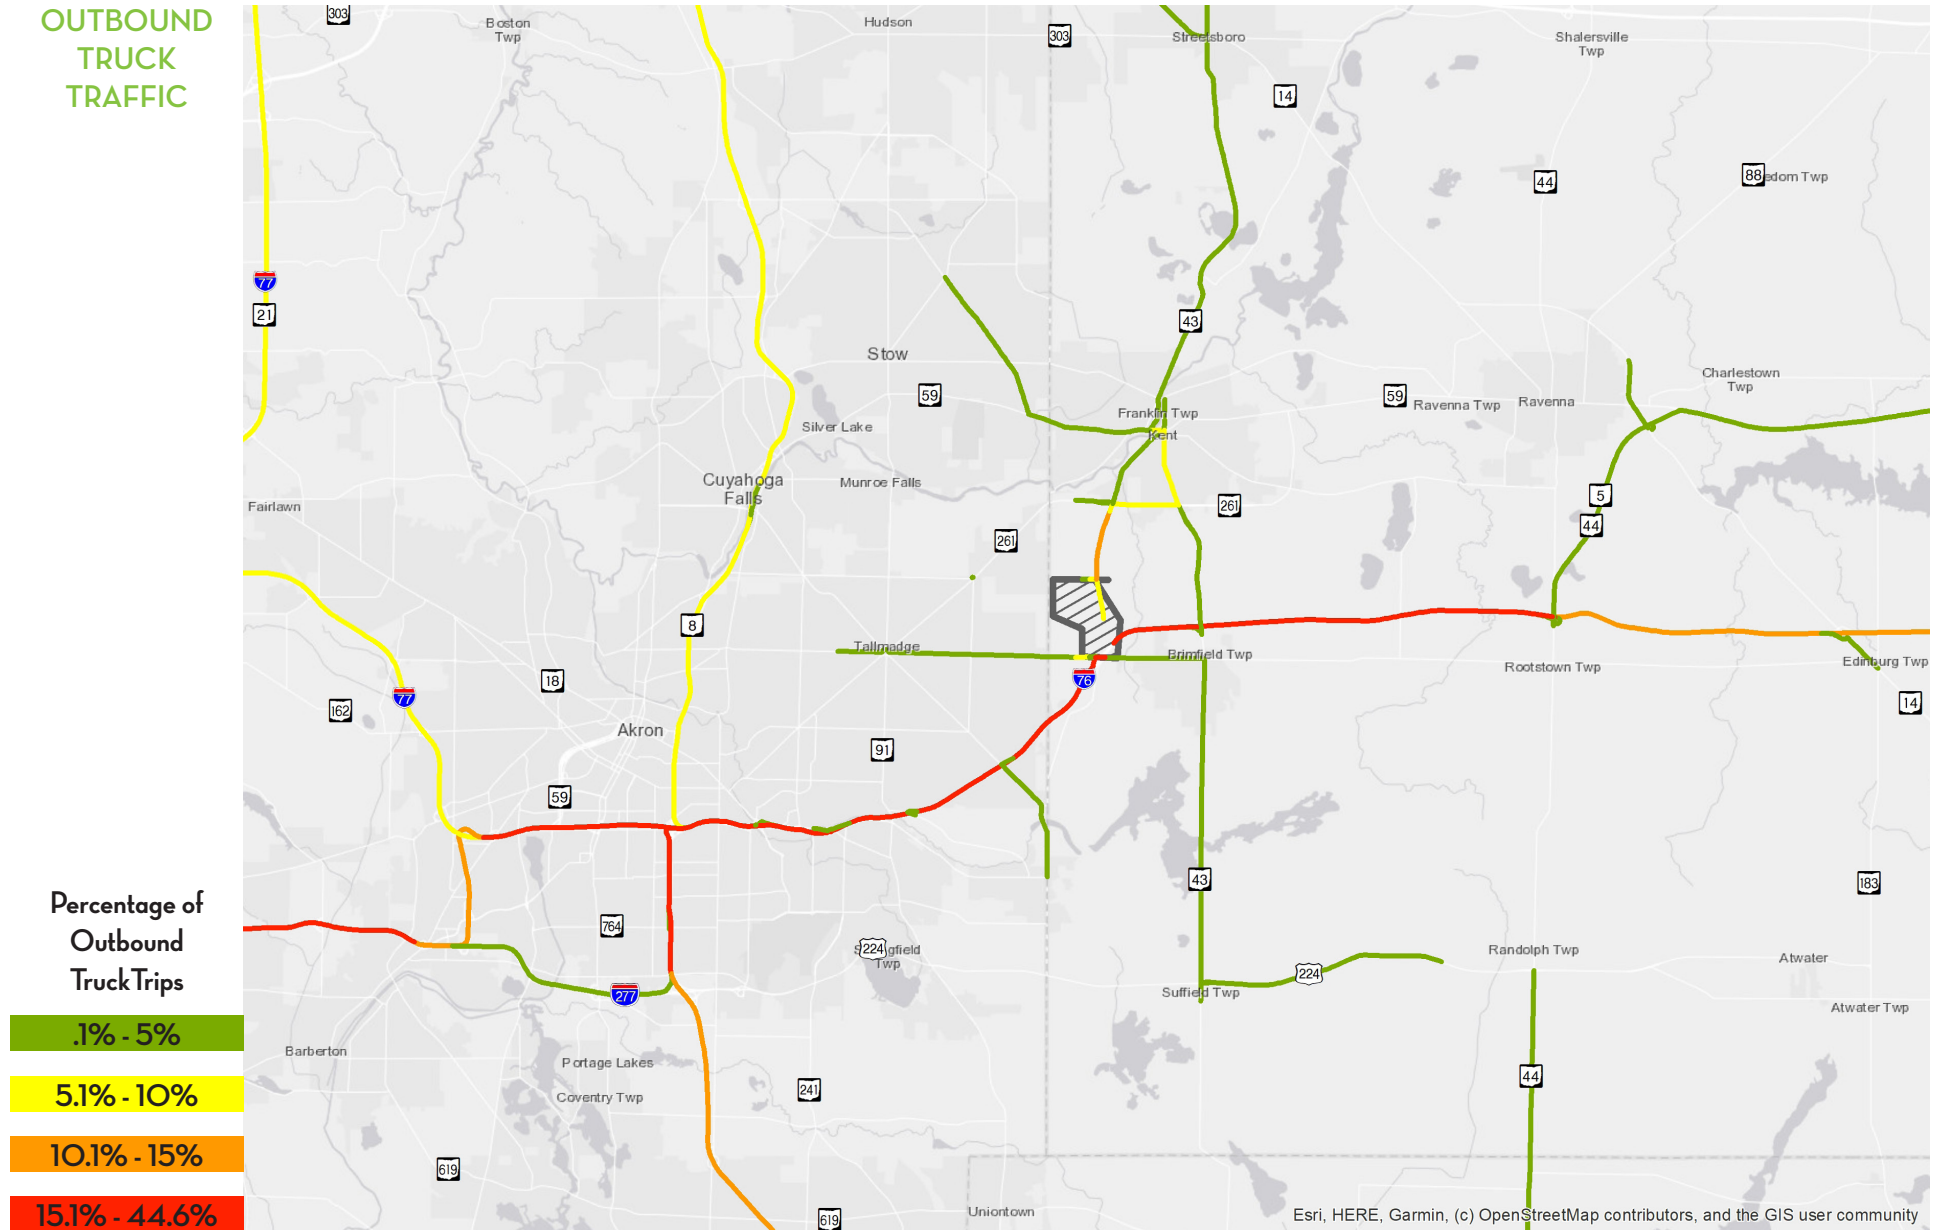 OUTBOUND
TRUCK
TRAFFIC
303
Boston
Twp
Hudson
303
Streetsboro
Shalersville
Twp
14
44
88
edom Twp
77
21
43
Stow
59
Charlestown
Twp
59
Ravenna Twp
Ravenna
Franklin Twp
Kent
Silver Lake
Cuyahoga
Falls
Munroe Falls
Fairlawn
261
5
44
261
8
Tallmadge
Brimfield Twp
Edinburg Twp
Rootstown Twp
76
18
77
162
14
Akron
91
59
43
183
Percentage of
Outbound
Truck Trips
764
224
gfield
Twp
Randolph Twp
Atwater
224
277
Suffield Twp
Atwater Twp
.1% - 5%
Barberton
Portage Lakes
44
5.1% - 10%
241
Coventry Twp
10.1% - 15%
619
15.1% - 44.6%
619
Uniontown
Esri, HERE, Garmin, (c) OpenStreetMap contributors, and the GIS user community